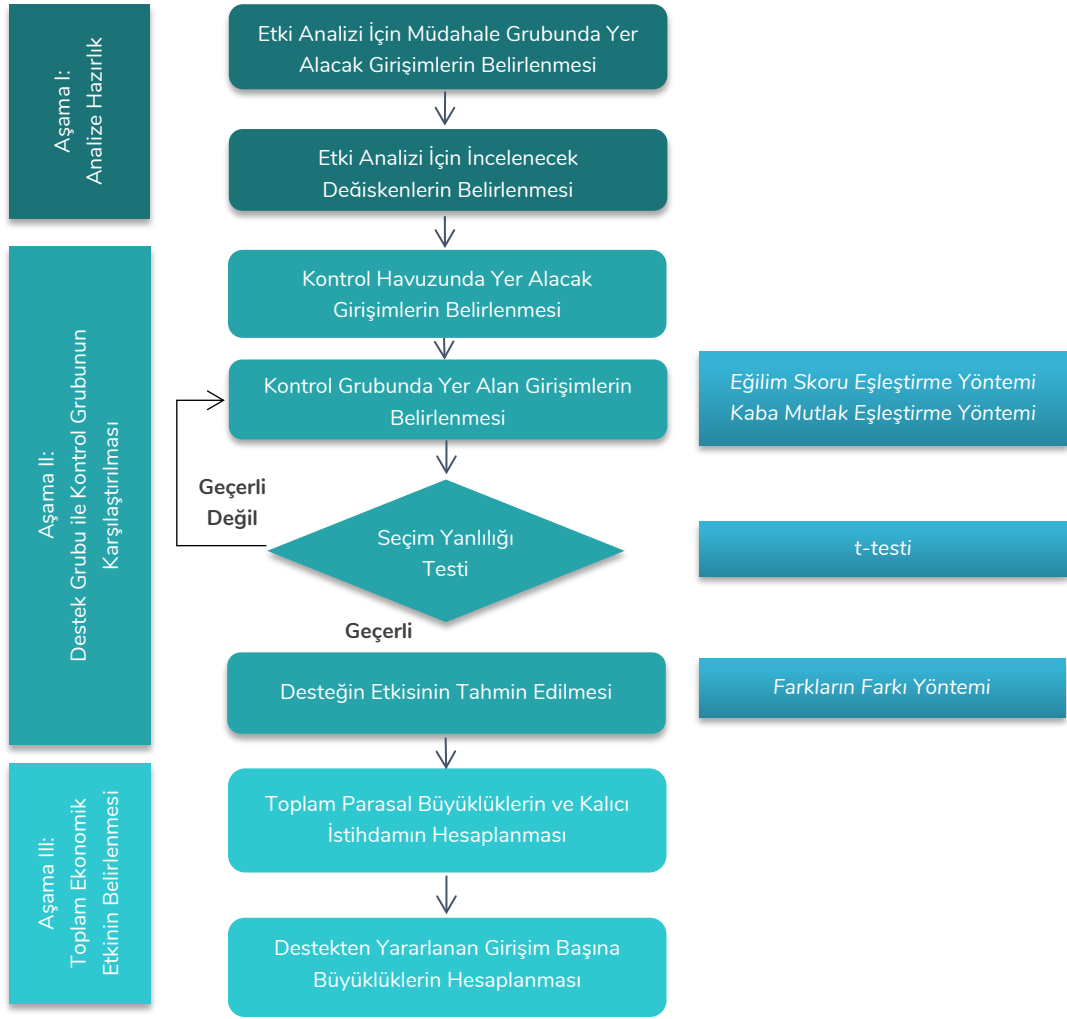 Aşama I:
Analize Hazırlık
Etki Analizi İçin Müdahale Grubunda Yer
Alacak Girişimlerin Belirlenmesi
Etki Analizi İçin İncelenecek
Değiskenlerin Belirlenmesi
Aşama II:
Destek Grubu ile Kontrol Grubunun
Karşılaştırılması
Kontrol Havuzunda Yer Alacak
Girişimlerin Belirlenmesi
Kontrol Grubunda Yer Alan Girişimlerin
Belirlenmesi
Eğilim Skoru Eşleştirme Yöntemi
Kaba Mutlak Eşleştirme Yöntemi
Geçerli
Değil
Seçim Yanlılığı
Testi
t-testi
Geçerli
Desteğin Etkisinin Tahmin Edilmesi
Farkların Farkı Yöntemi
Aşama III:
Toplam Ekonomik
Etkinin Belirlenmesi
Toplam Parasal Büyüklüklerin ve Kalıcı
İstihdamın Hesaplanması
Destekten Yararlanan Girişim Başına
Büyüklüklerin Hesaplanması